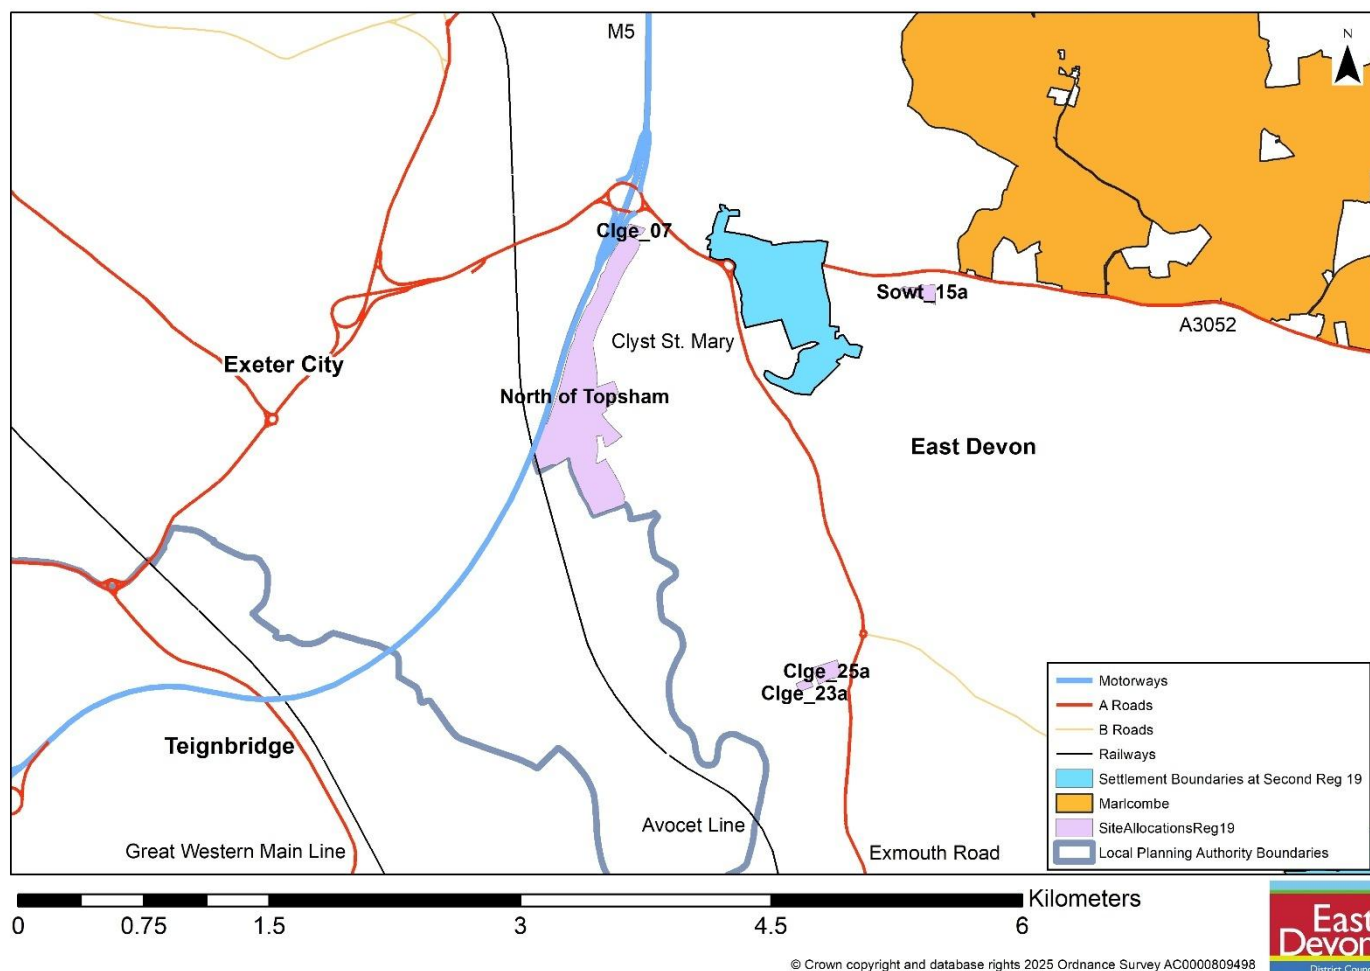 M5
N
Clge_07
Sowt_15a
A3052
Clyst St. Mary
Exeter City
North of Topsham
East Devon
Clge_25a
Clge_23a
Teignbridge
Avocet Line
Great Western Main Line
Exmouth Road
Motorways
A Roads
B Roads
Railways
Settlement Boundaries at Second Reg 19
Marlcombe
SiteAllocationsReg19
Local Planning Authority Boundaries
Kilometers
0 0.75 1.5 3 4.5 6
East
Devon
© Crown copyright and database rights 2025 Ordnance Survey AC0000809498